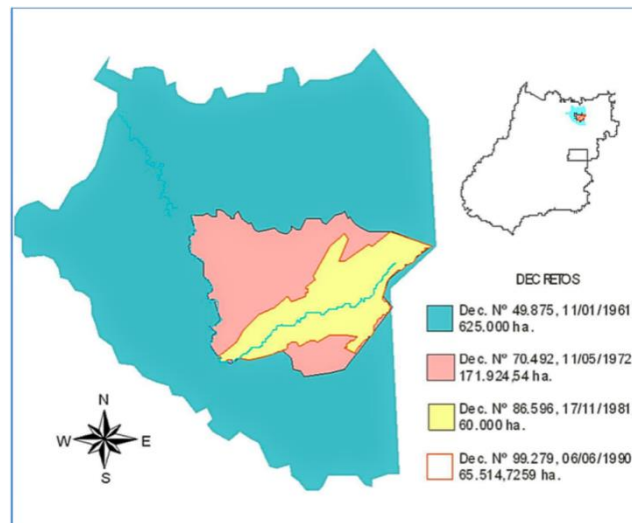 DECRETOS
Dec. Nº 49.875, 11/01/1961
625.000 ha.
Dec. Nº 70.492, 11/05/1972
171.924,54 ha.
Dec. Nº 86.596, 17/11/1981
60.000 ha.
Dec. Nº 99.279, 06/06/1990
65.514,7259 ha.
N
W E
S